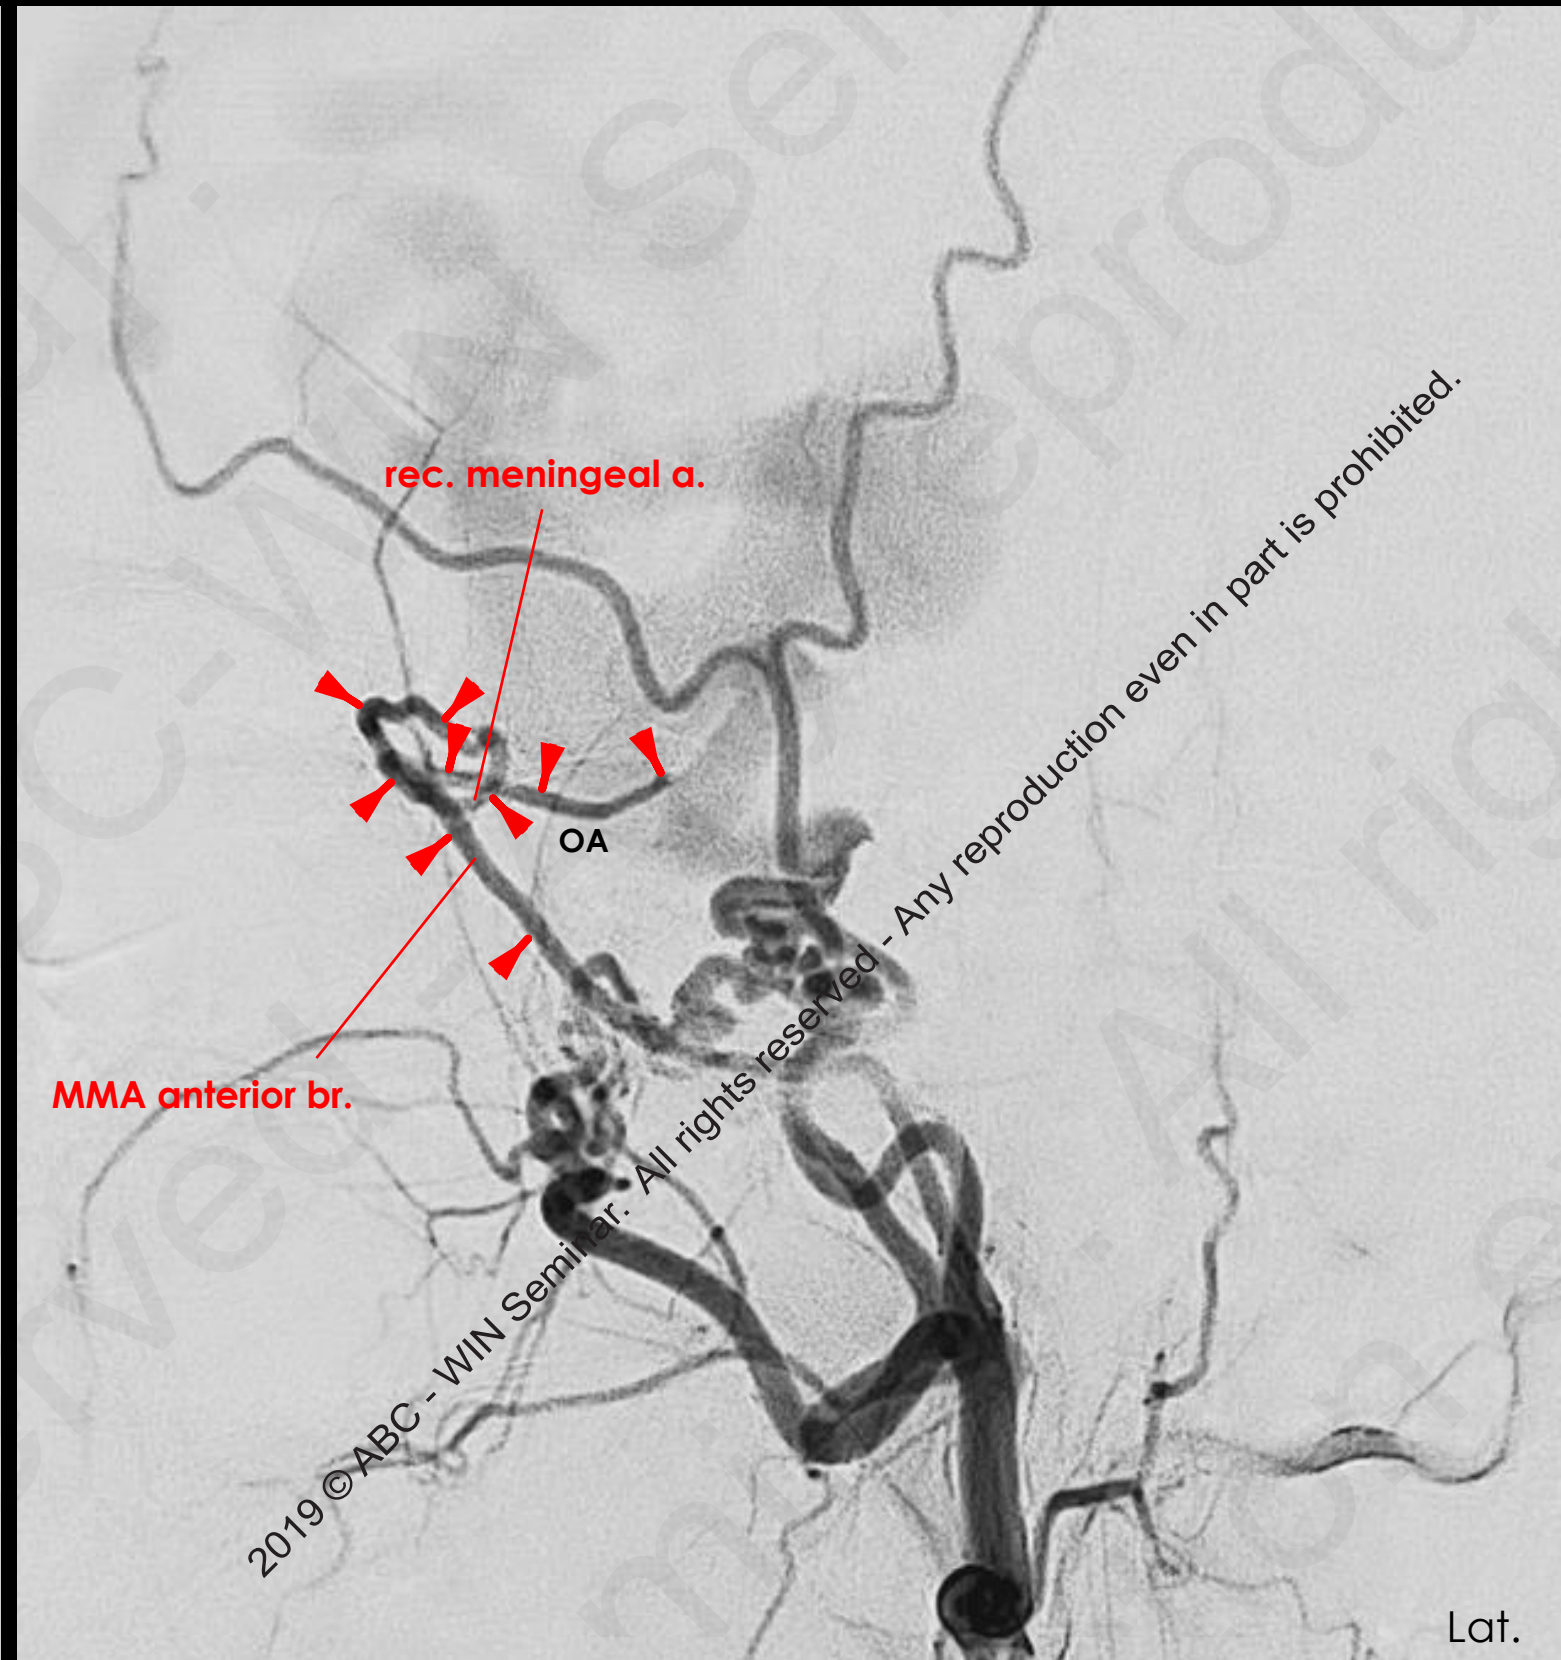 rec. meningeal a.
OA
MMA anterior br.
2019 © ABC - WIN Seminar. All rights reserved - Any reproduction even in part is prohibited.
Lat.